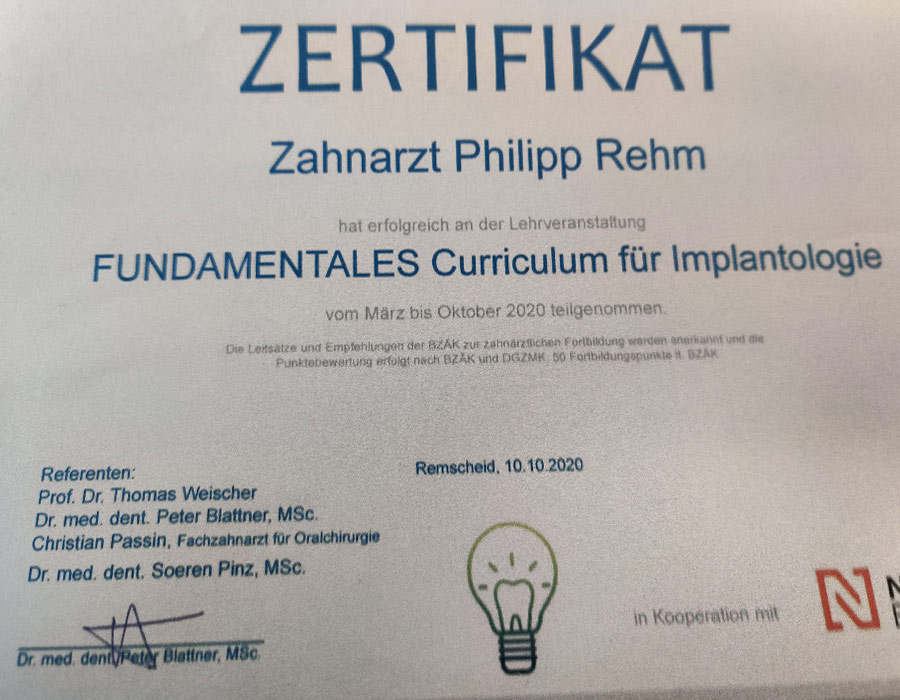 ZERTIFIKAT
Zahnarzt Philipp Rehm
hat erfolgreich an der Lehrveranstaltung
FUNDAMENTALES Curriculum für Implantologie
vom März bis Oktober 2020 teilgenommen.
Die Leitsätze und Empfehlungen der BZÄK zur zahnärztlichen Fortbildung werden anerkannt und die
Punktebewertung erfolgt nach BZÄK und DGZMK. 50 Fortbildungspunkte lt. BZÄK
Remscheid, 10.10.2020
Referenten:
Prof. Dr. Thomas Weischer
Dr. med. dent. Peter Blattner, MSc.
Christian Passin, Fachzahnarzt für Oralchirurgie
Dr. med. dent. Soeren Pinz, MSc.
Dr. med. dent. Peter Blattner, MSc.
in Kooperation mit
N